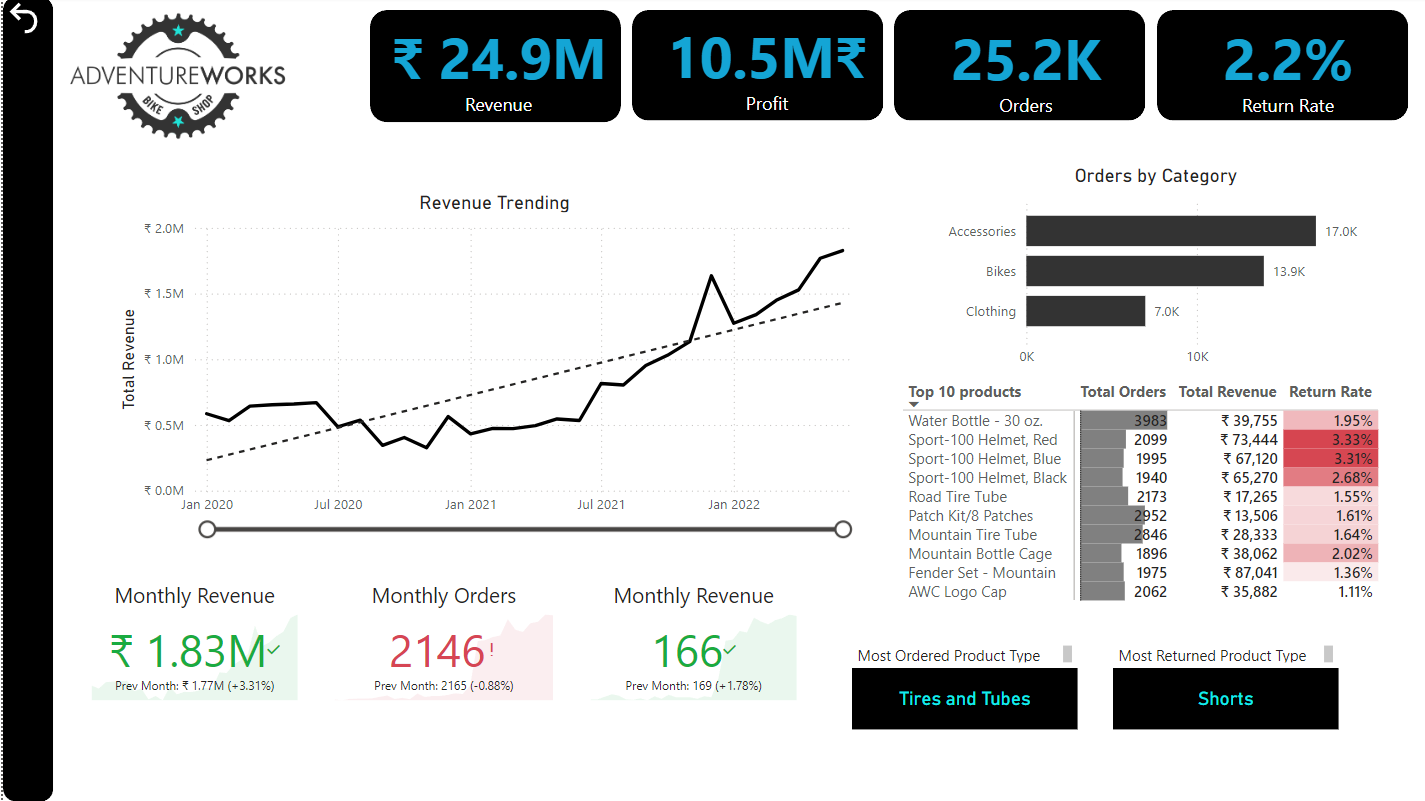 ADVENTUREWORKS
BIKE SHOP
₹ 24.9M
Revenue
10.5M₹
Profit
25.2K
Orders
2.2%
Return Rate
Revenue Trending
Total Revenue
₹ 2.0M
₹ 1.5M
₹ 1.0M
₹ 0.5M
₹ 0.0M
Jan 2020 Jul 2020 Jan 2021 Jul 2021 Jan 2022
Orders by Category
Accessories 17.0K
Bikes 13.9K
Clothing 7.0K
0K 10K
Top 10 products Total Orders Total Revenue Return Rate
Water Bottle - 30 oz. 3983 ₹ 39,755 1.95%
Sport-100 Helmet, Red 2099 ₹ 73,444 3.33%
Sport-100 Helmet, Blue 1995 ₹ 67,120 3.31%
Sport-100 Helmet, Black 1940 ₹ 65,270 2.68%
Road Tire Tube 2173 ₹ 17,265 1.55%
Patch Kit/8 Patches 2952 ₹ 13,506 1.61%
Mountain Tire Tube 2846 ₹ 28,333 1.64%
Mountain Bottle Cage 1896 ₹ 38,062 2.02%
Fender Set - Mountain 1975 ₹ 87,041 1.36%
AWC Logo Cap 2062 ₹ 35,882 1.11%
Monthly Revenue
₹ 1.83M
Prev Month: ₹ 1.77M (+3.31%)
Monthly Orders
2146!
Prev Month: 2165 (-0.88%)
Monthly Revenue
166
Prev Month: 169 (+1.78%)
Most Ordered Product Type
Tires and Tubes
Most Returned Product Type
Shorts